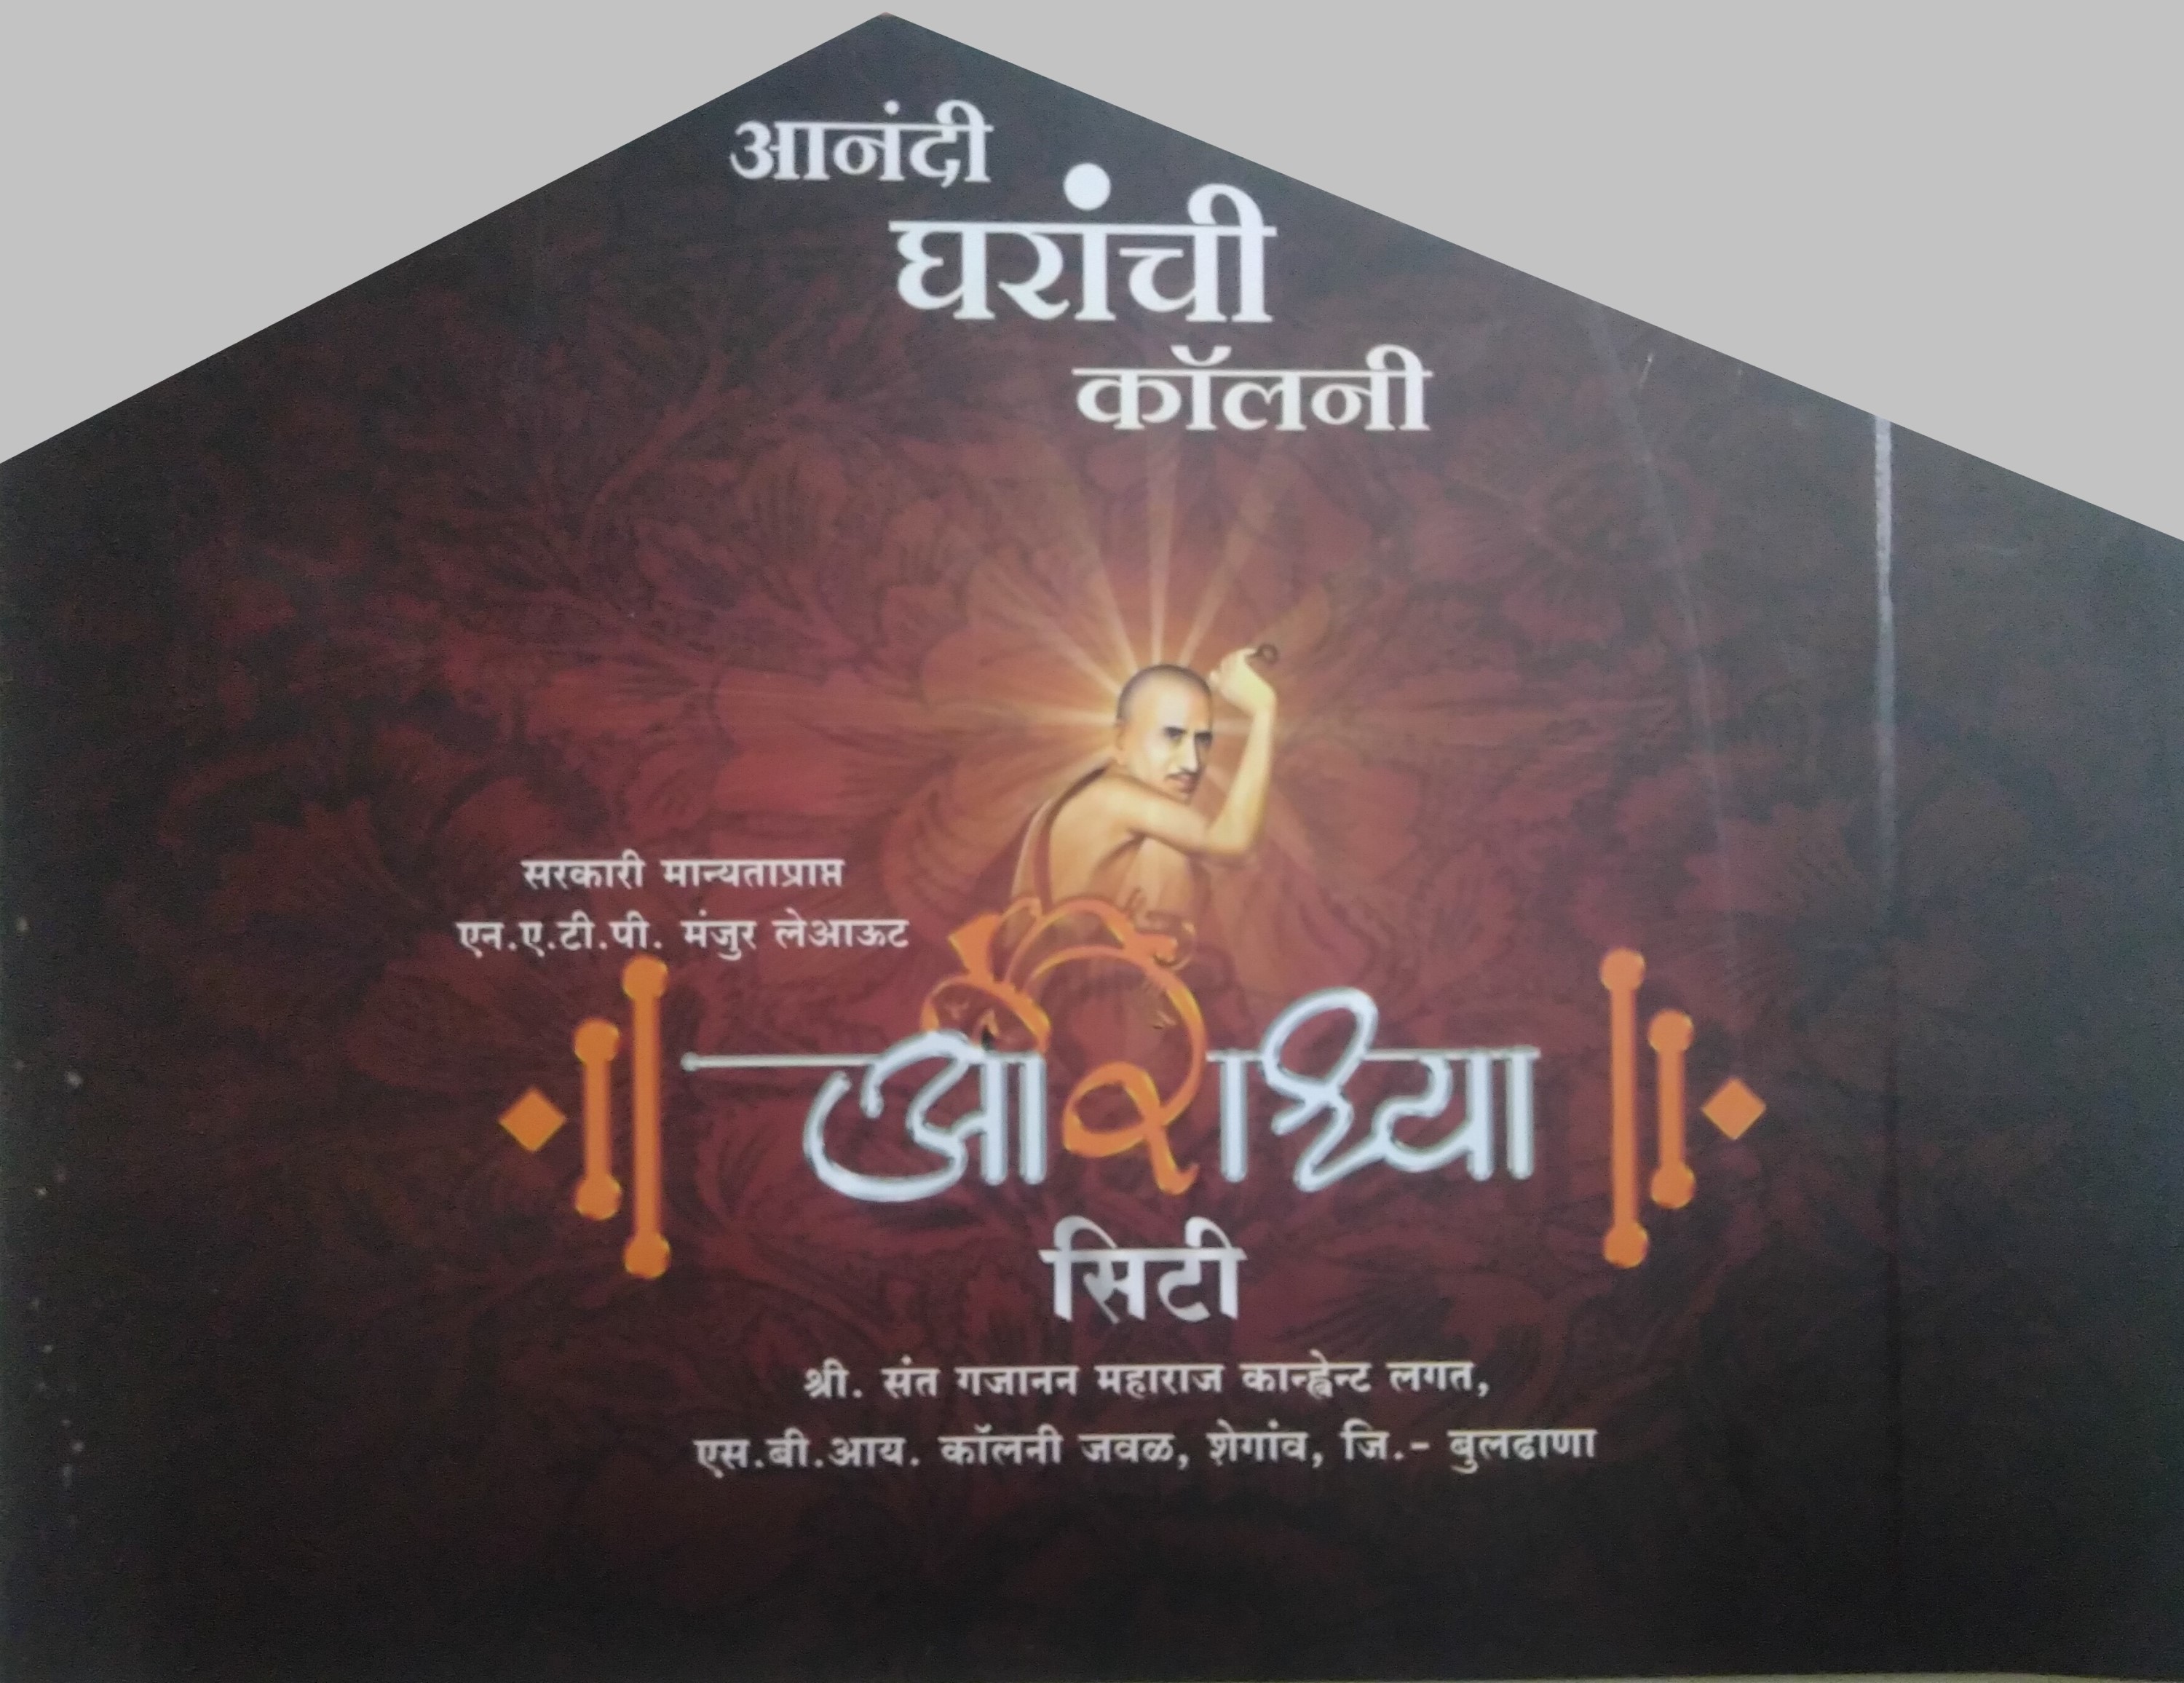 आनंदी
घरांची
कॉलनी
सरकारी मान्यताप्राप्त
एन.ए.टी.पी. मंजुर लेआऊट
आराध्या
सिटी
श्री. संत गजानन महाराज कान्ह्वेन्ट लगत,
एस.बी.आय. कॉलनी जवळ, शेगांव, जि.- बुलढाणा